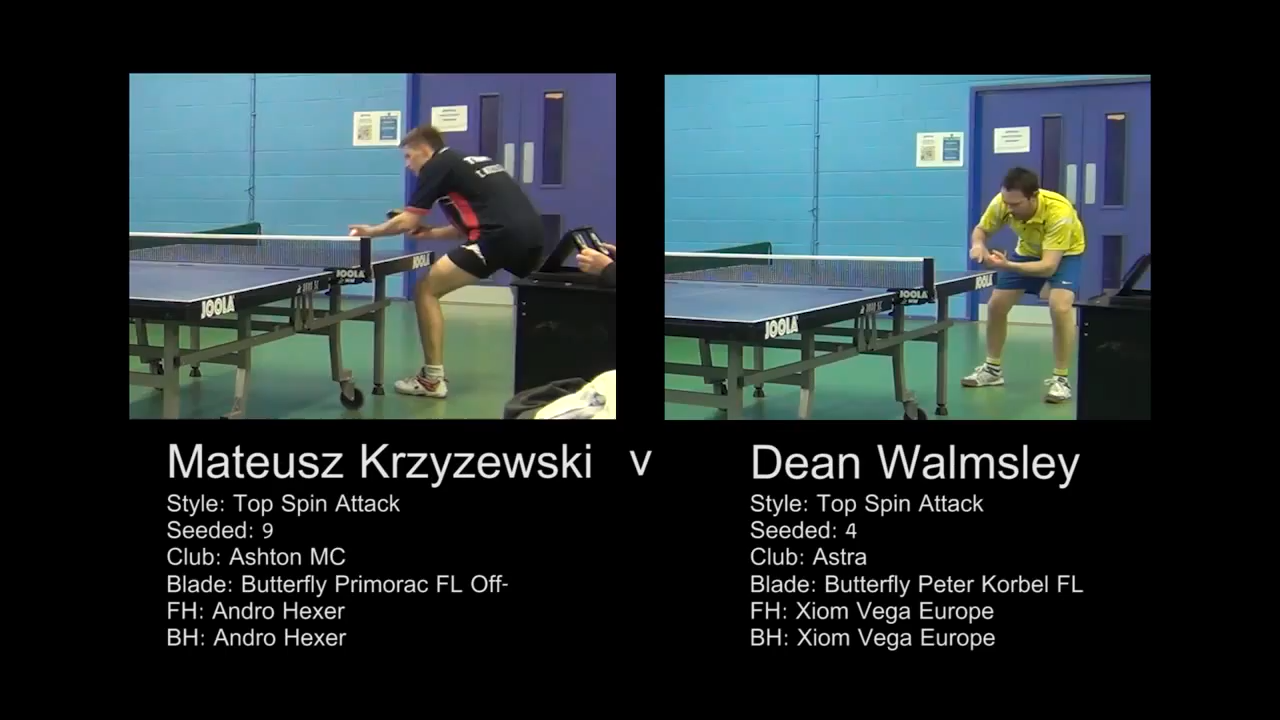 JOOLA
JOOLA
JOOLA
JOOLA
JOOLA
JOOLA
Mateusz Krzyzewski v Dean Walmsley
Style: Top Spin Attack
Seeded: 9
Club: Ashton MC
Blade: Butterfly Primorac FL Off-
FH: Andro Hexer
BH: Andro Hexer
Style: Top Spin Attack
Seeded: 4
Club: Astra
Blade: Butterfly Peter Korbel FL
FH: Xiom Vega Europe
BH: Xiom Vega Europe